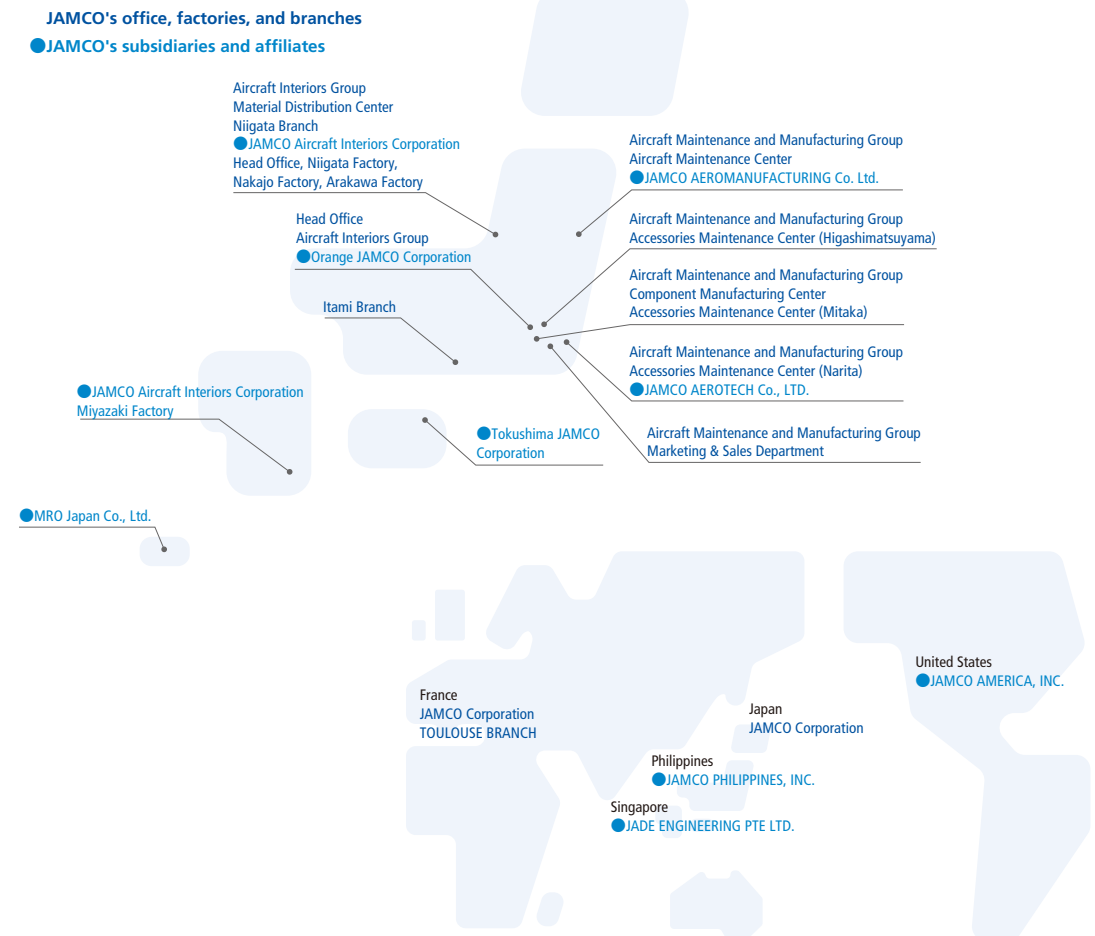 JAMCO's office, factories, and branches
●JAMCO's subsidiaries and affiliates
Aircraft Interiors Group
Material Distribution Center
Niigata Branch
●JAMCO Aircraft Interiors Corporation
Head Office, Niigata Factory,
Nakajo Factory, Arakawa Factory
Head Office
Aircraft Interiors Group
●Orange JAMCO Corporation
Itami Branch
●JAMCO Aircraft Interiors Corporation
Miyazaki Factory
●MRO Japan Co., Ltd.
●Tokushima JAMCO
Corporation
Aircraft Maintenance and Manufacturing Group
Aircraft Maintenance Center
●JAMCO AEROMANUFACTURING Co. Ltd.
Aircraft Maintenance and Manufacturing Group
Accessories Maintenance Center (Higashimatsuyama)
Aircraft Maintenance and Manufacturing Group
Component Manufacturing Center
Accessories Maintenance Center (Mitaka)
Aircraft Maintenance and Manufacturing Group
Accessories Maintenance Center (Narita)
●JAMCO AEROTECH Co., LTD.
Aircraft Maintenance and Manufacturing Group
Marketing & Sales Department
France
JAMCO Corporation
TOULOUSE BRANCH
Japan
JAMCO Corporation
Philippines
●JAMCO PHILIPPINES, INC.
Singapore
●JADE ENGINEERING PTE LTD.
United States
●JAMCO AMERICA, INC.